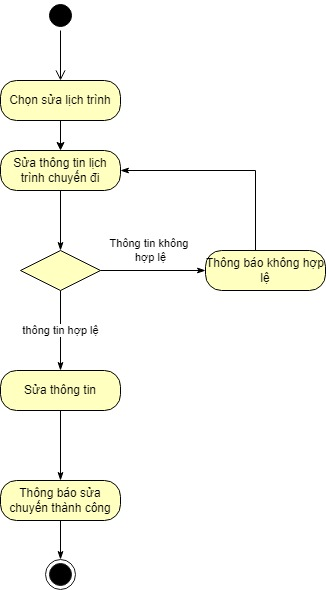 Chọn sửa lịch trình
Sửa thông tin lịch
trình chuyến đi
Thông tin không
hợp lệ
Thông báo không hợp
lệ
thông tin hợp lệ
Sửa thông tin
Thông báo sửa
chuyến thành công